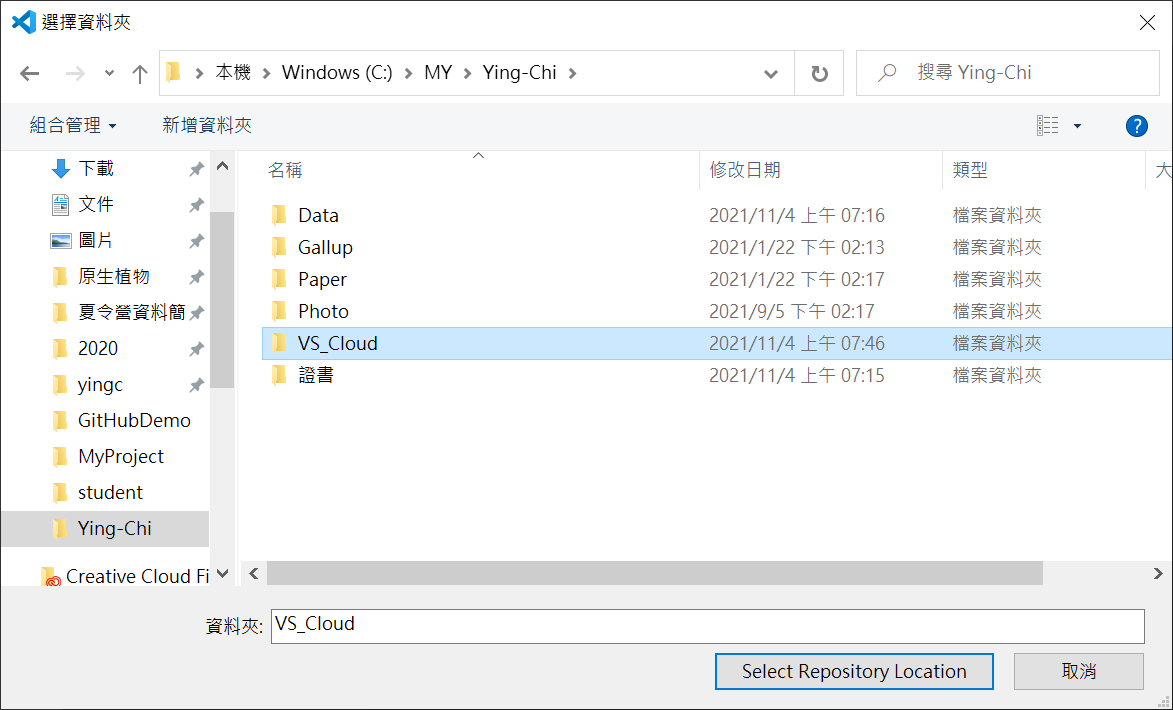 選擇資料夾
本機 > Windows (C:) > MY > Ying-Chi >
搜尋 Ying-Chi
組合管理 新增資料夾
?
下載
文件
圖片
原生植物
夏令營資料簡
2020
yingc
GitHubDemo
MyProject
student
Ying-Chi
Creative Cloud Fi
名稱 修改日期 類型 大
Data 2021/11/4 上午 07:16 檔案資料夾
Gallup 2021/1/22 下午 02:13 檔案資料夾
Paper 2021/1/22 下午 02:17 檔案資料夾
Photo 2021/9/5 下午 02:17 檔案資料夾
VS_Cloud 2021/11/4 上午 07:46 檔案資料夾
證書 2021/11/4 上午 07:15 檔案資料夾
資料夾: VS_Cloud
Select Repository Location 取消